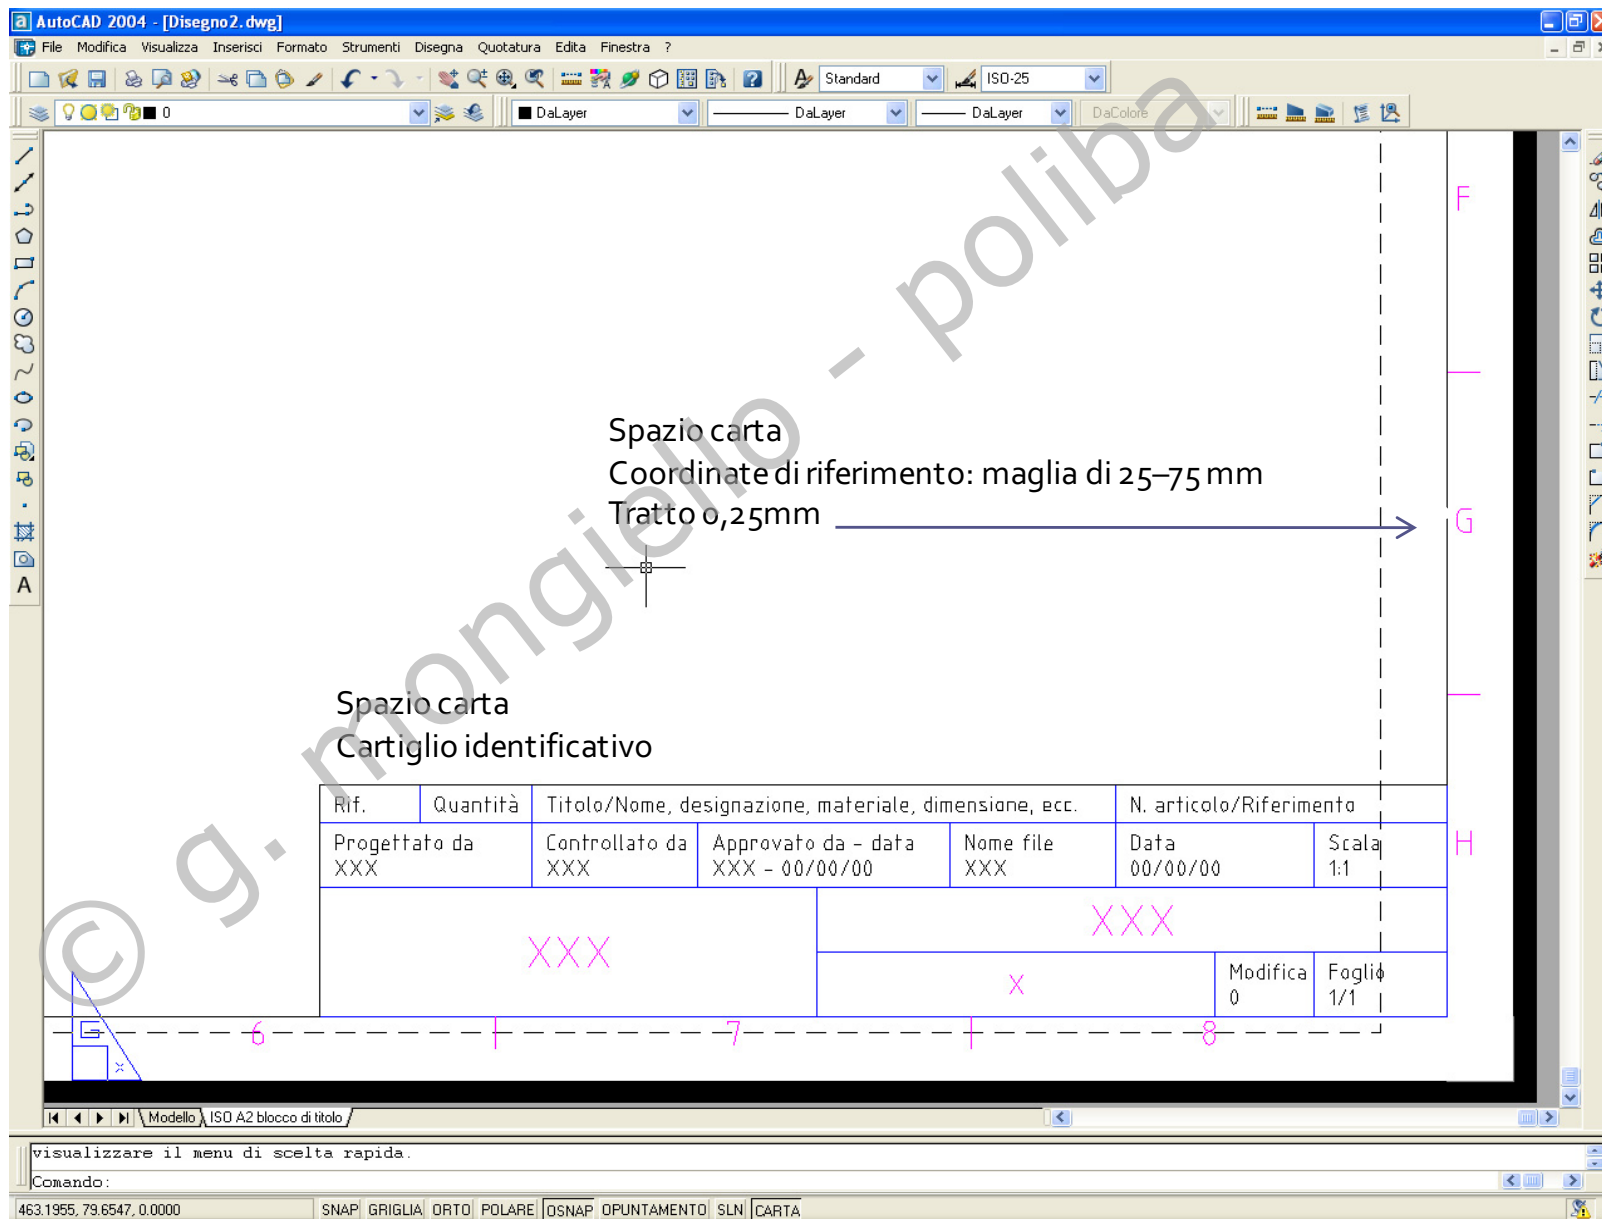 AutoCAD 2004 - [Disegno2.dwg]
File Modifica Visualizza Inserisci Formato Strumenti Disegna Quotatura Edita Finestra ?
Standard ISO-25
0 DaLayer DaLayer DaLayer DaColore
F
Spazio carta
Coordinate di riferimento: maglia di 25–75 mm
Tratto 0,25mm
G
Spazio carta
Cartiglio identificativo
Rif. Quantità Titolo/Nome, designazione, materiale, dimensione, ecc. N. articolo/Riferimento
Progettato da Controllato da Approvato da - data Nome file Data Scala
XXX XXX XXX - 00/00/00 XXX 00/00/00 1:1
H
XXX
XXX
X
Modifica Foglio
0 1/1
G
X
6 7 8
© g. mongiello - poliba
Modello ISO A2 blocco di titolo
visualizzare il menu di scelta rapida.
Comando:
463.1955, 79.6547, 0.0000 SNAP GRIGLIA ORTO POLARE OSNAP OPUNTAMENTO SLN CARTA